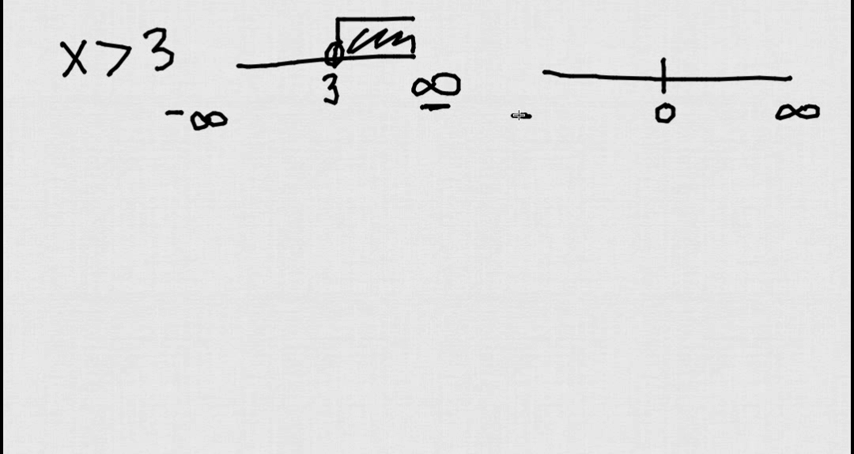 x > 3
3 ∞
-∞
- 0 ∞